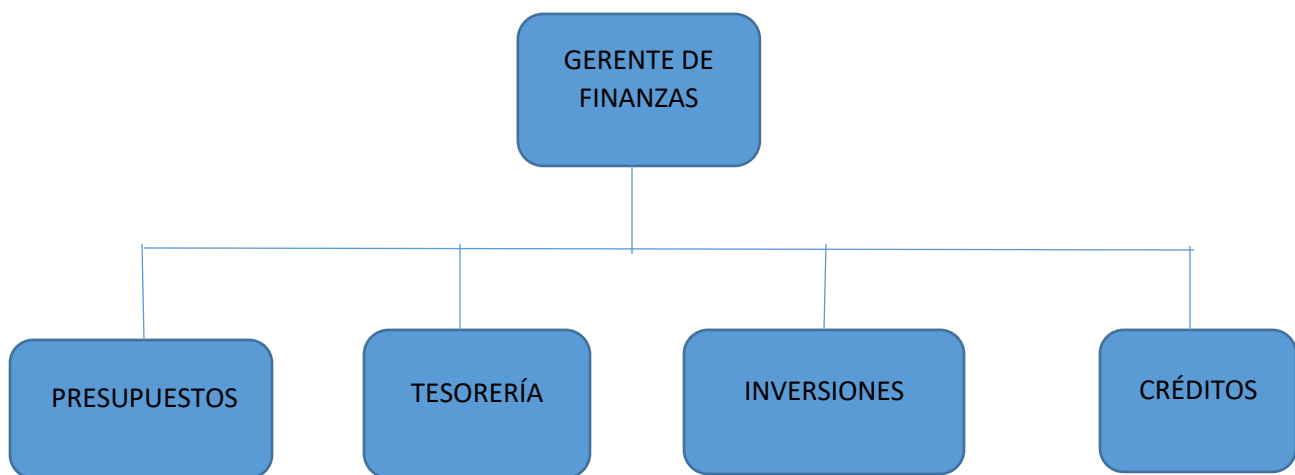 GERENTE DE
FINANZAS
PRESUPUESTOS
TESORERÍA
INVERSIONES
CRÉDITOS